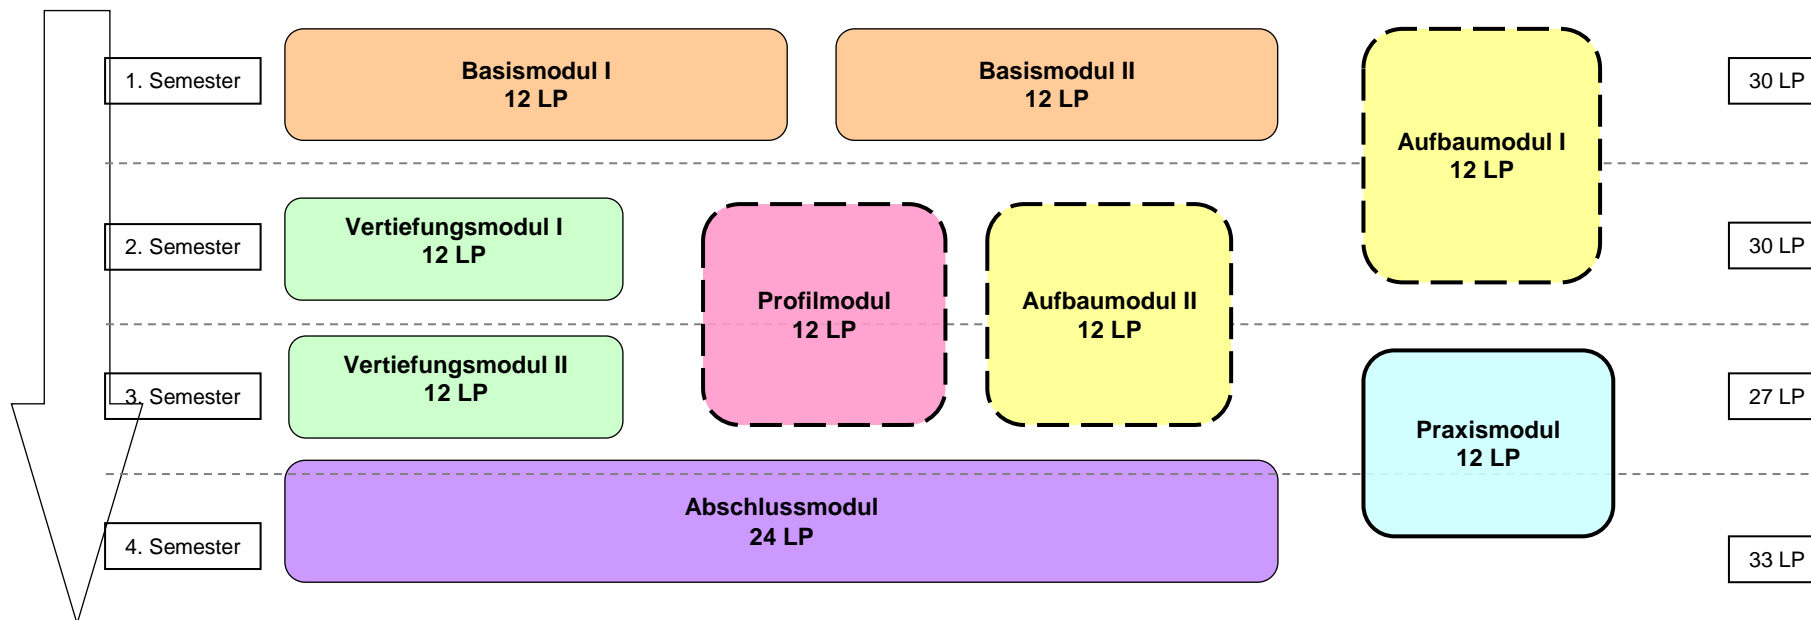 1. Semester
Basismodul I
12 LP
Basismodul II
12 LP
Aufbaumodul I
12 LP
30 LP
2. Semester
Vertiefungsmodul I
12 LP
Profilmodul
12 LP
Aufbaumodul II
12 LP
30 LP
3. Semester
Vertiefungsmodul II
12 LP
Praxismodul
12 LP
27 LP
4. Semester
Abschlussmodul
24 LP
33 LP